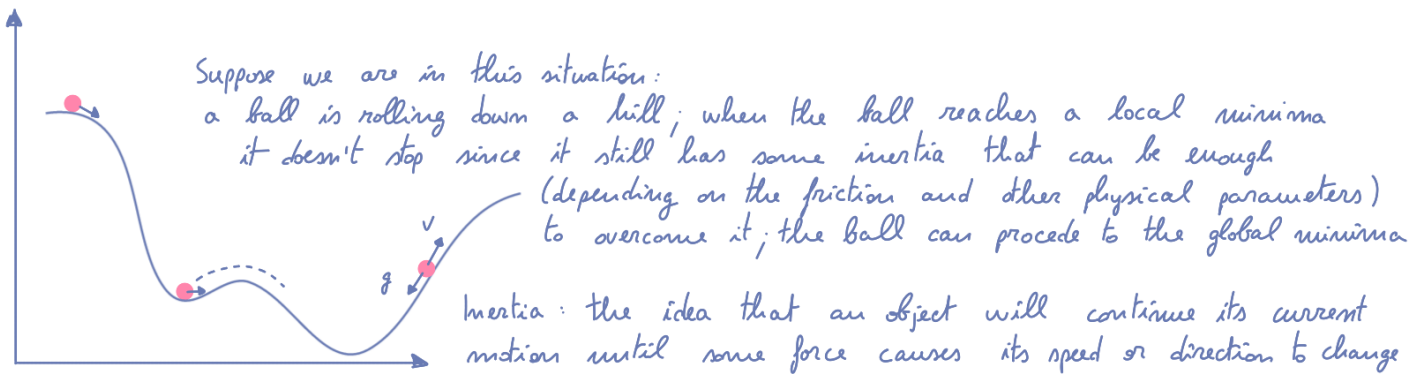 Suppose we are in this situation:
a ball is rolling down a hill; when the ball reaches a local minima
it doesn't stop since it still has some inertia that can be enough
(depending on the friction and other physical parameters)
to overcome it; the ball can procede to the global minima
v
g
Inertia: the idea that an object will continue its current
motion until some force causes its speed or direction to change